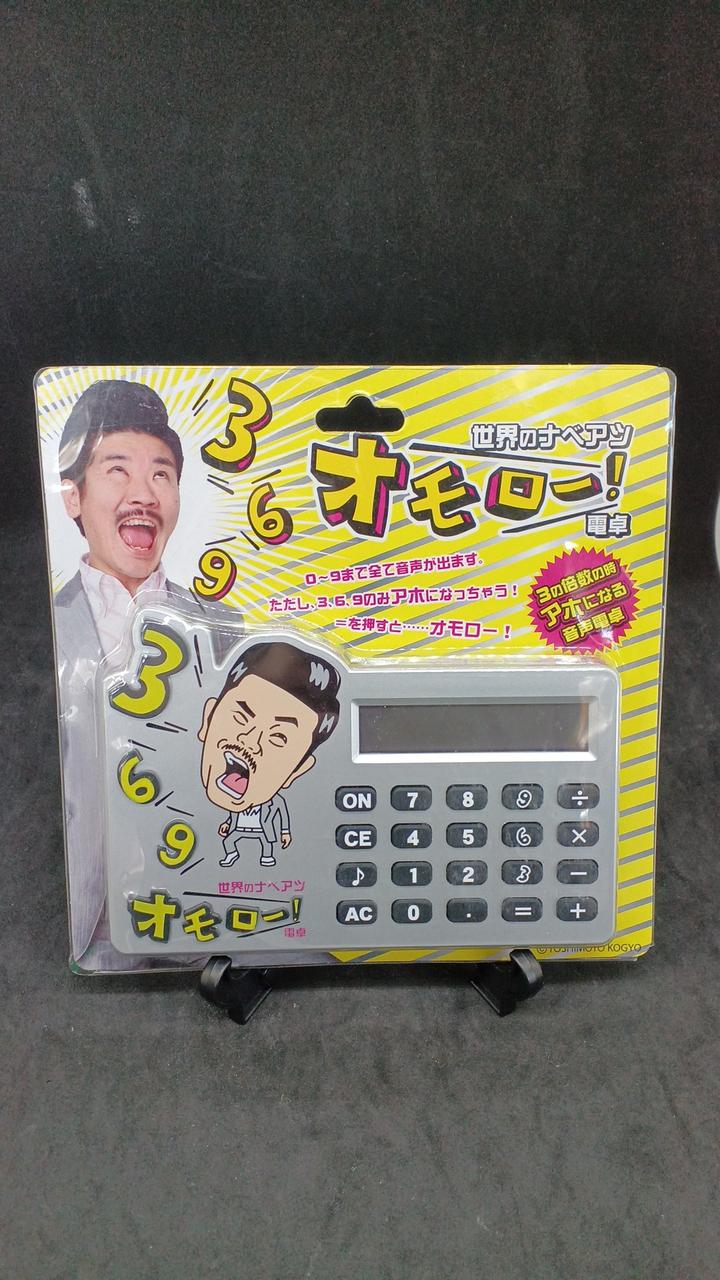 3
6
9
世界のナベアツ
オモロー!
電卓
0〜9まで全て音声が出ます。
ただし、3、6、9のみアホになっちゃう!
=を押すと……オモロー!
3の倍数の時
アホになる
音声電卓
3
6
9
世界のナベアツ
オモロー!
電卓
ON 7 8 9 ÷
CE 4 5 6 ×
♪ 1 2 3 −
AC 0 . = +
©YOSHIMOTO KOGYO